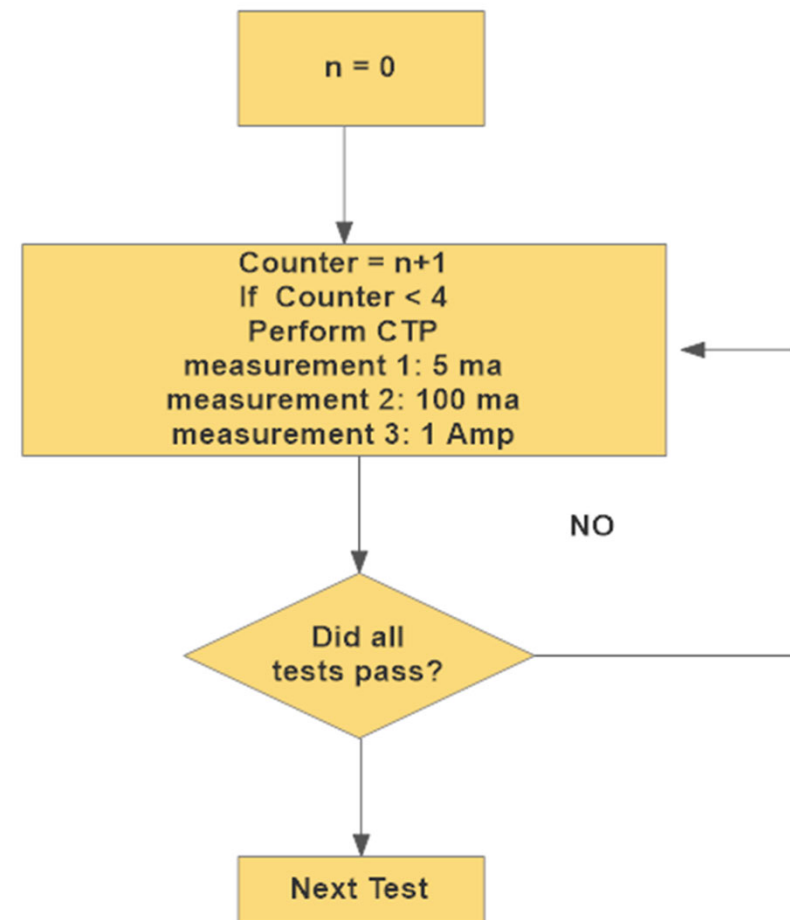 n = 0
Counter = n+1
If Counter < 4
Perform CTP
measurement 1: 5 ma
measurement 2: 100 ma
measurement 3: 1 Amp
NO
Did all
tests pass?
Next Test